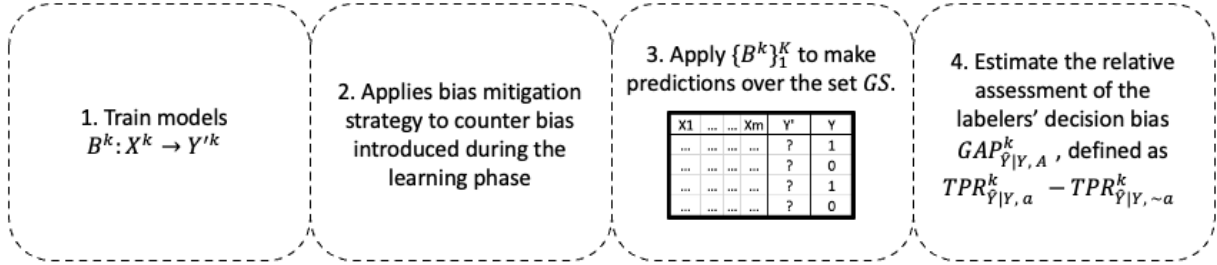 1. Train models
B^k: X^k → Y'^k
2. Applies bias mitigation
strategy to counter bias
introduced during the
learning phase
3. Apply {B^k}_1^K to make
predictions over the set GS.
X1 ... ... Xm Y' Y
... ... ... ... ? 1
... ... ... ... ? 0
... ... ... ... ? 1
... ... ... ... ? 0
4. Estimate the relative
assessment of the
labelers’ decision bias
GAP^k_{Ŷ|Y, A} , defined as
TPR^k_{Ŷ|Y, a} − TPR^k_{Ŷ|Y, ~a}